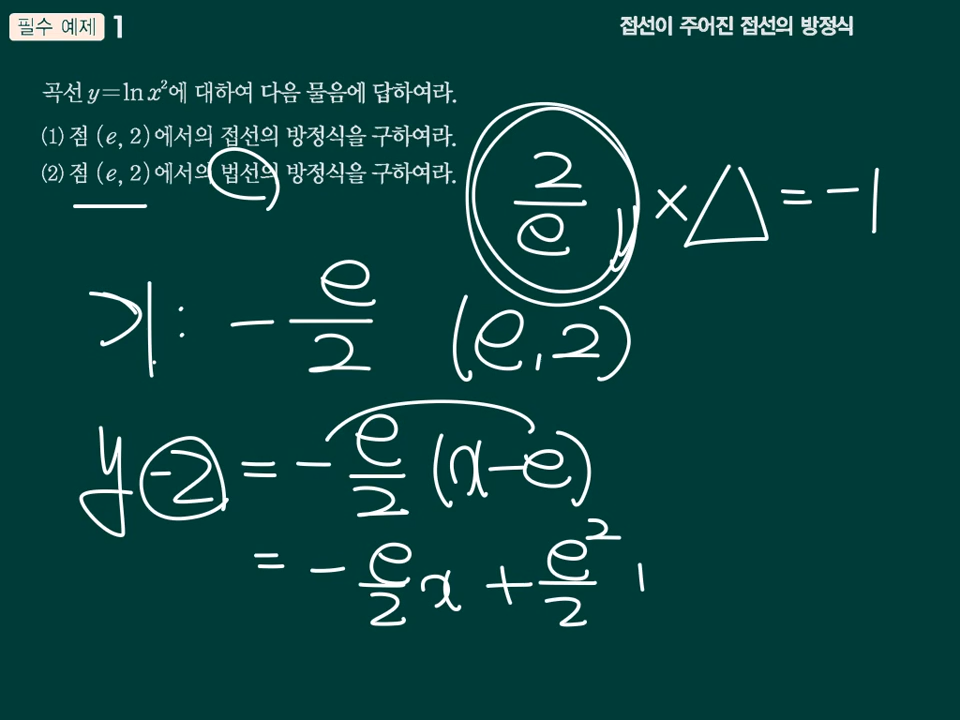 필수 예제 1
접선이 주어진 접선의 방정식
곡선 y=ln x²에 대하여 다음 물음에 답하여라.
(1) 점 (e, 2)에서의 접선의 방정식을 구하여라.
(2) 점 (e, 2)에서의 법선의 방정식을 구하여라.
2/e × △ = -1
기: -e/2 (e, 2)
y-2 = -e/2 (x-e)
= -e/2 x + e²/2